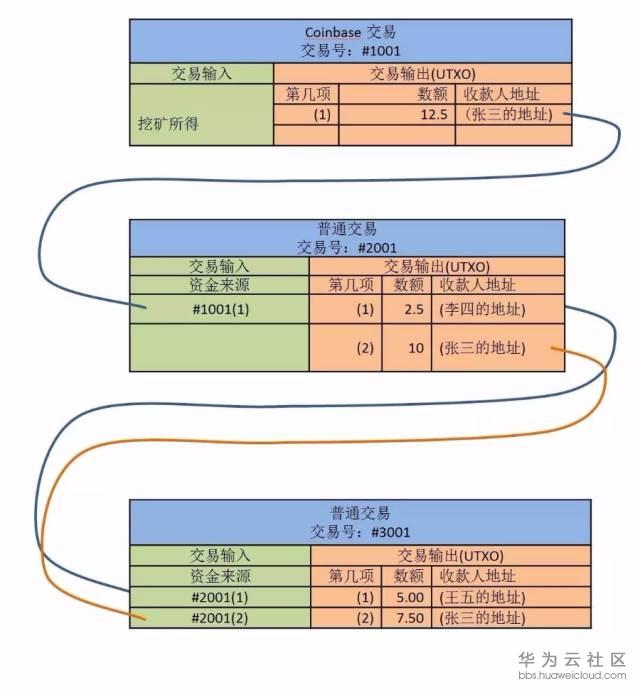 Coinbase 交易
交易号：#1001
交易输入 交易输出(UTXO)
第几项 数额 收款人地址
挖矿所得 (1) 12.5 （张三的地址)
普通交易
交易号：#2001
交易输入 交易输出(UTXO)
资金来源 第几项 数额 收款人地址
#1001(1) (1) 2.5 (李四的地址)
(2) 10 (张三的地址)
普通交易
交易号：#3001
交易输入 交易输出(UTXO)
资金来源 第几项 数额 收款人地址
#2001(1) (1) 5.00 (王五的地址)
#2001(2) (2) 7.50 (张三的地址)
华为云社区
bbs.huaweicloud.com